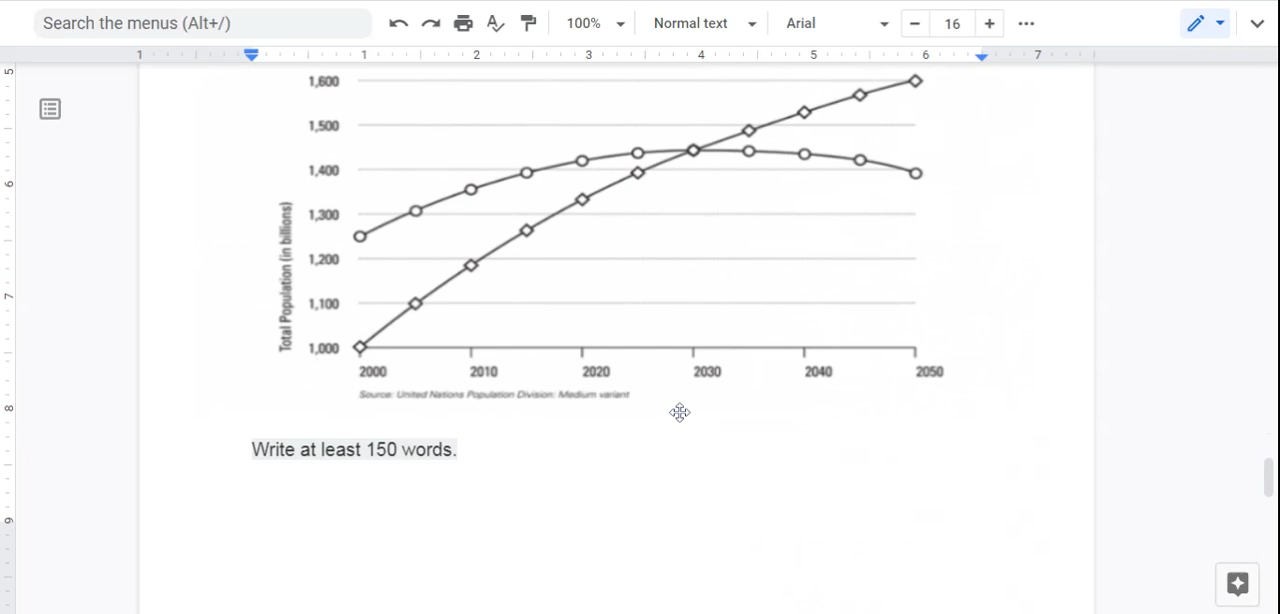 Search the menus (Alt+/)
100%
Normal text
Arial
16
1 1 2 3 4 5 6 7
5
6
7
8
9
Total Population (in billions)
1,600
1,500
1,400
1,300
1,200
1,100
1,000
2000 2010 2020 2030 2040 2050
Source: United Nations Population Division: Medium variant
Write at least 150 words.